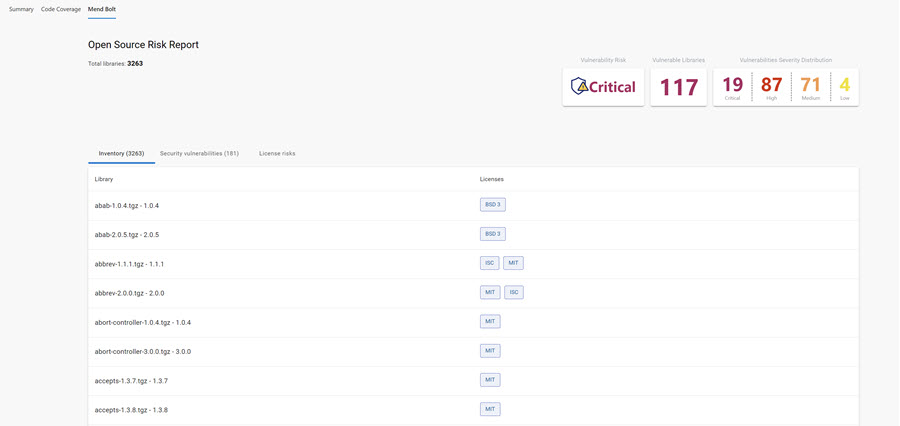 Summary Code Coverage Mend Bolt
Open Source Risk Report
Total libraries: 3263
Vulnerability Risk
Critical
Vulnerable Libraries
117
Vulnerabilities Severity Distribution
19 87 71 4
Critical High Medium Low
Inventory (3263) Security vulnerabilities (181) License risks
Library Licenses
abab-1.0.4.tgz - 1.0.4 BSD 3
abab-2.0.5.tgz - 2.0.5 BSD 3
abbrev-1.1.1.tgz - 1.1.1 ISC MIT
abbrev-2.0.0.tgz - 2.0.0 MIT ISC
abort-controller-1.0.4.tgz - 1.0.4 MIT
abort-controller-3.0.0.tgz - 3.0.0 MIT
accepts-1.3.7.tgz - 1.3.7 MIT
accepts-1.3.8.tgz - 1.3.8 MIT